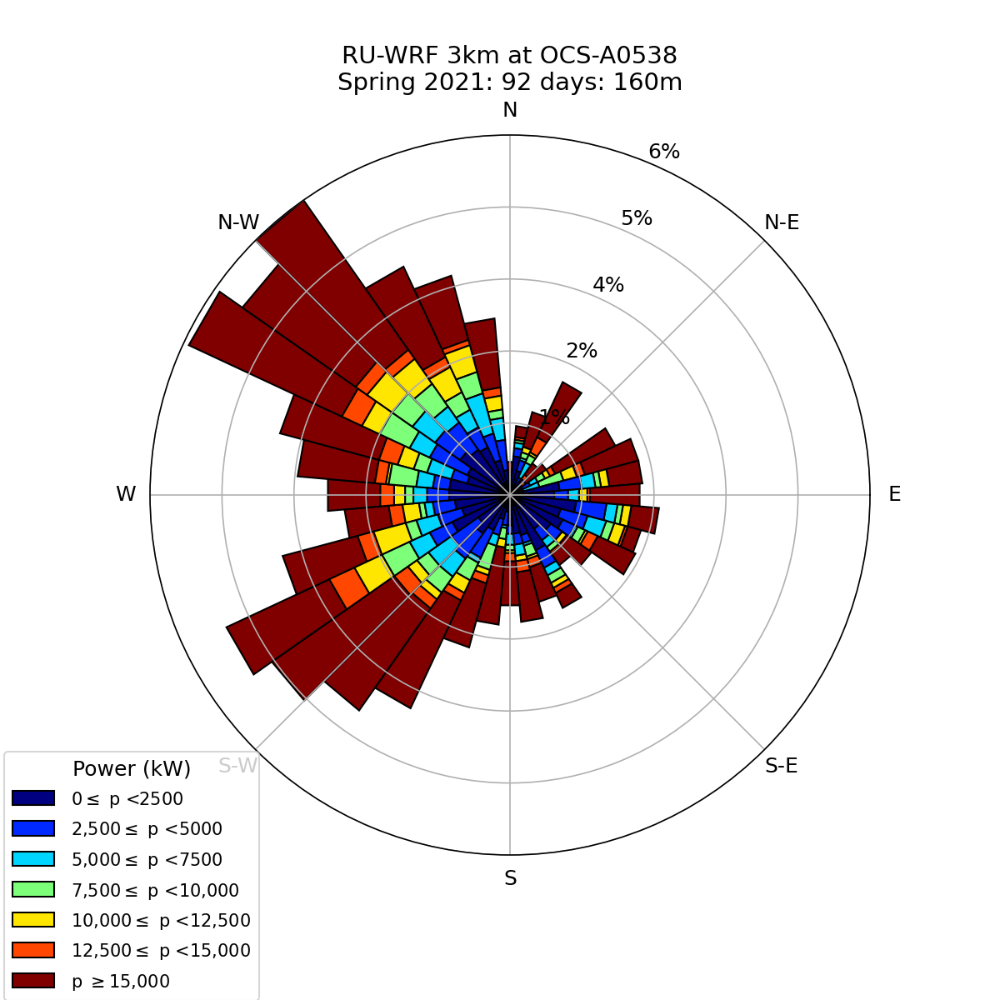 RU-WRF 3km at OCS-A0538
Spring 2021: 92 days: 160m
N
6%
N-W
5%
N-E
4%
2%
1%
W
E
Power (kW)
S-W
S-E
0≤ p <2500
2,500≤ p <5000
5,000≤ p <7500
S
7,500≤ p <10,000
10,000≤ p <12,500
12,500≤ p <15,000
p ≥15,000